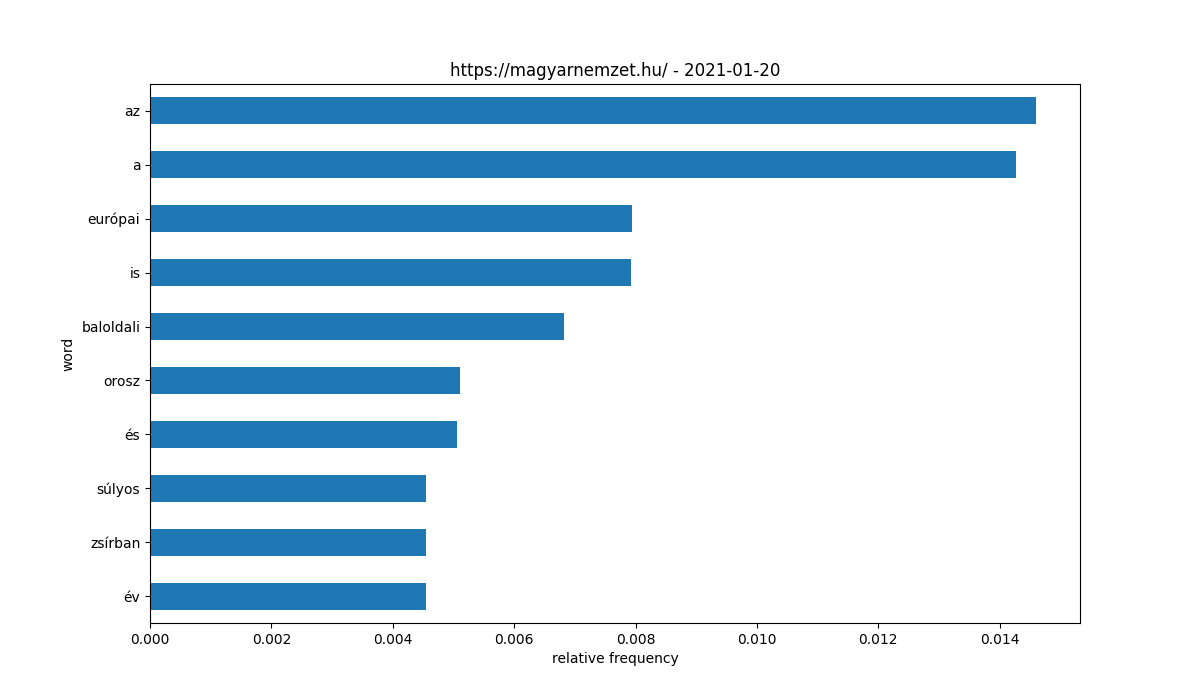 https://magyarnemzet.hu/ - 2021-01-20
az
a
európai
is
baloldali
orosz
és
súlyos
zsírban
év
word
0.000 0.002 0.004 0.006 0.008 0.010 0.012 0.014
relative frequency